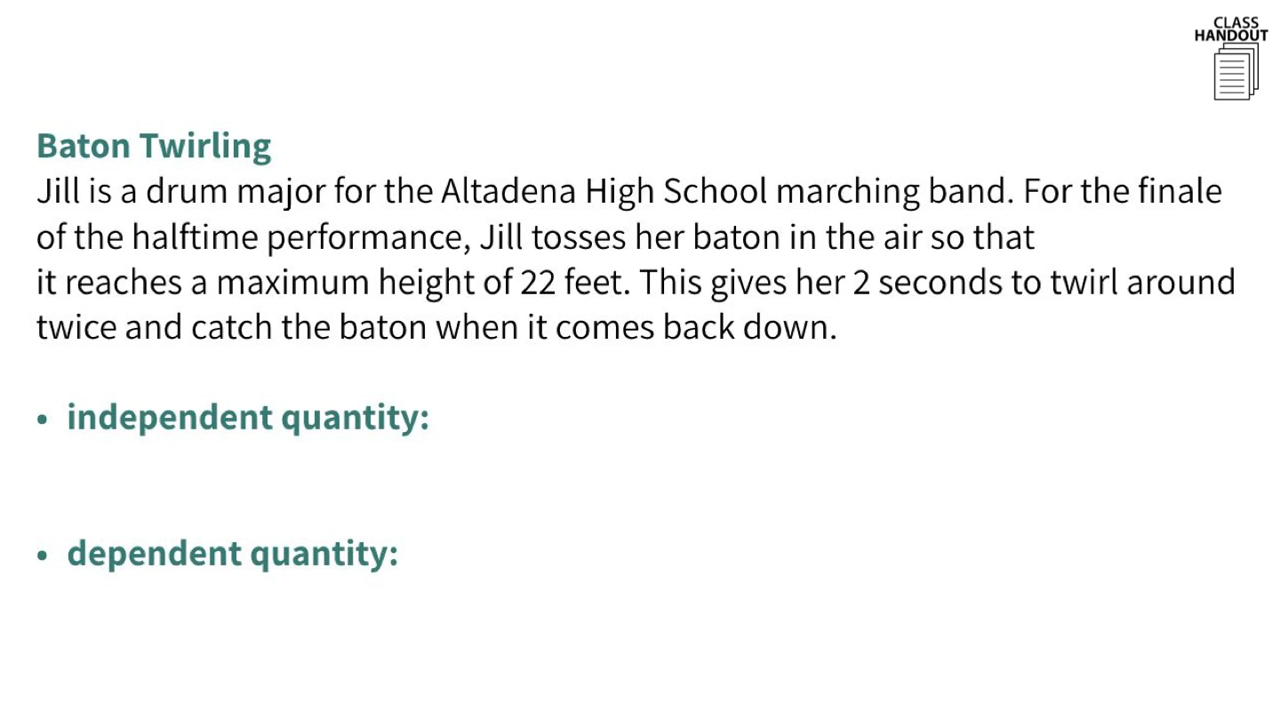 CLASS
HANDOUT
Baton Twirling
Jill is a drum major for the Altadena High School marching band. For the finale
of the halftime performance, Jill tosses her baton in the air so that
it reaches a maximum height of 22 feet. This gives her 2 seconds to twirl around
twice and catch the baton when it comes back down.
• independent quantity:
• dependent quantity: